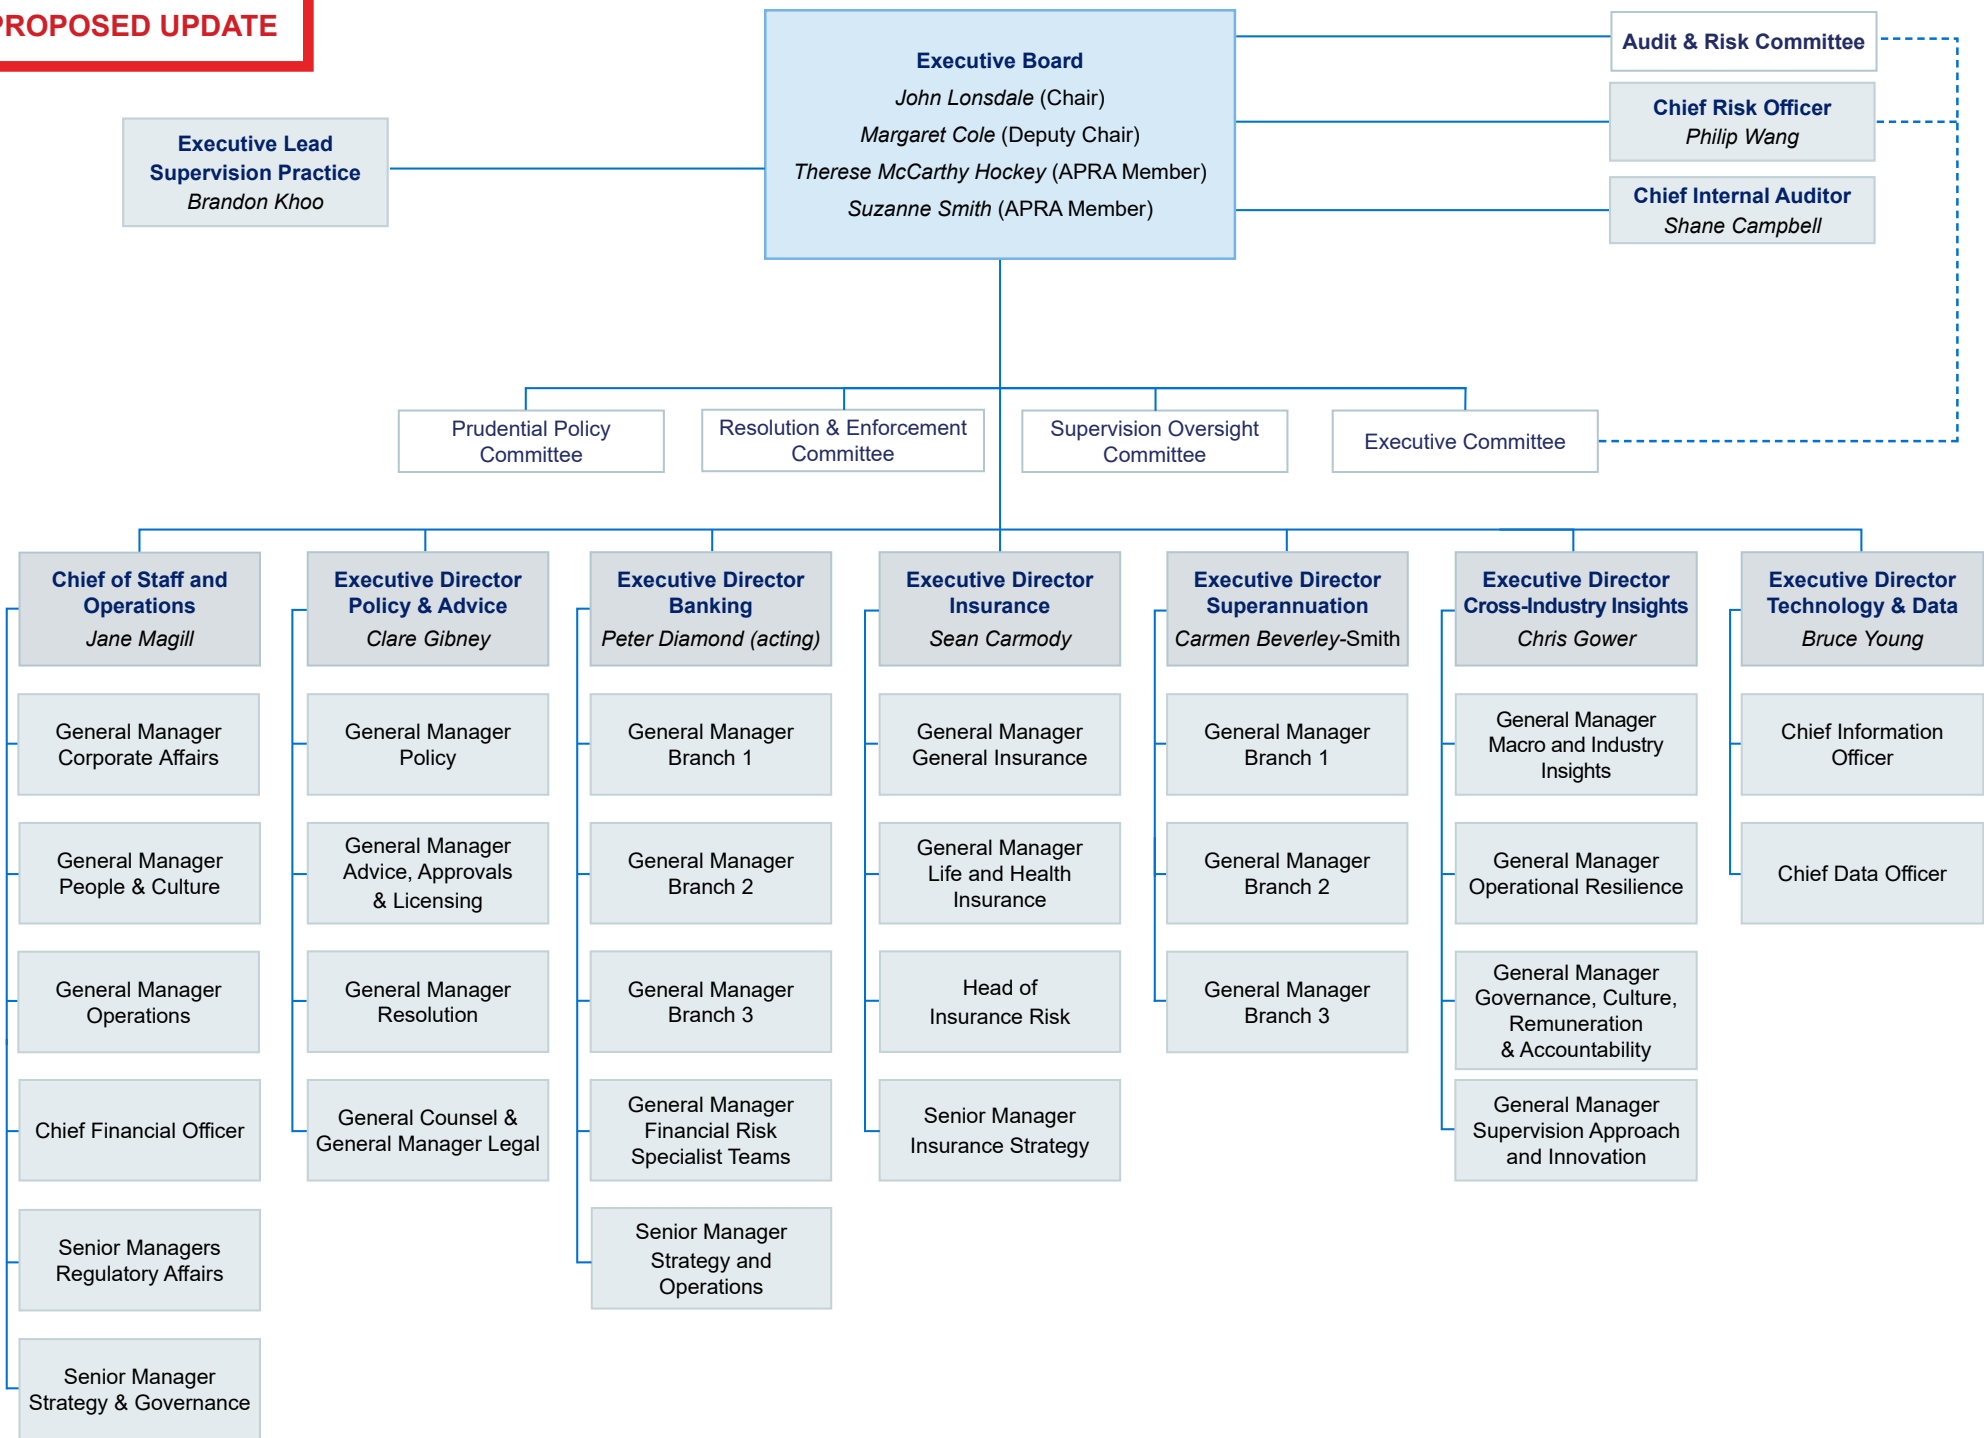 PROPOSED UPDATE
Executive Board
John Lonsdale (Chair)
Margaret Cole (Deputy Chair)
Therese McCarthy Hockey (APRA Member)
Suzanne Smith (APRA Member)
Audit & Risk Committee
Chief Risk Officer
Philip Wang
Chief Internal Auditor
Shane Campbell
Executive Lead
Supervision Practice
Brandon Khoo
Prudential Policy
Committee
Resolution & Enforcement
Committee
Supervision Oversight
Committee
Executive Committee
Chief of Staff and
Operations
Jane Magill
General Manager
Corporate Affairs
General Manager
People & Culture
General Manager
Operations
Chief Financial Officer
Senior Managers
Regulatory Affairs
Senior Manager
Strategy & Governance
Executive Director
Policy & Advice
Clare Gibney
General Manager
Policy
General Manager
Advice, Approvals
& Licensing
General Manager
Resolution
General Counsel &
General Manager Legal
Executive Director
Banking
Peter Diamond (acting)
General Manager
Branch 1
General Manager
Branch 2
General Manager
Branch 3
General Manager
Financial Risk
Specialist Teams
Senior Manager
Strategy and
Operations
Executive Director
Insurance
Sean Carmody
General Manager
General Insurance
General Manager
Life and Health
Insurance
Head of
Insurance Risk
Senior Manager
Insurance Strategy
Executive Director
Superannuation
Carmen Beverley-Smith
General Manager
Branch 1
General Manager
Branch 2
General Manager
Branch 3
Executive Director
Cross-Industry Insights
Chris Gower
General Manager
Macro and Industry
Insights
General Manager
Operational Resilience
General Manager
Governance, Culture,
Remuneration
& Accountability
General Manager
Supervision Approach
and Innovation
Executive Director
Technology & Data
Bruce Young
Chief Information
Officer
Chief Data Officer